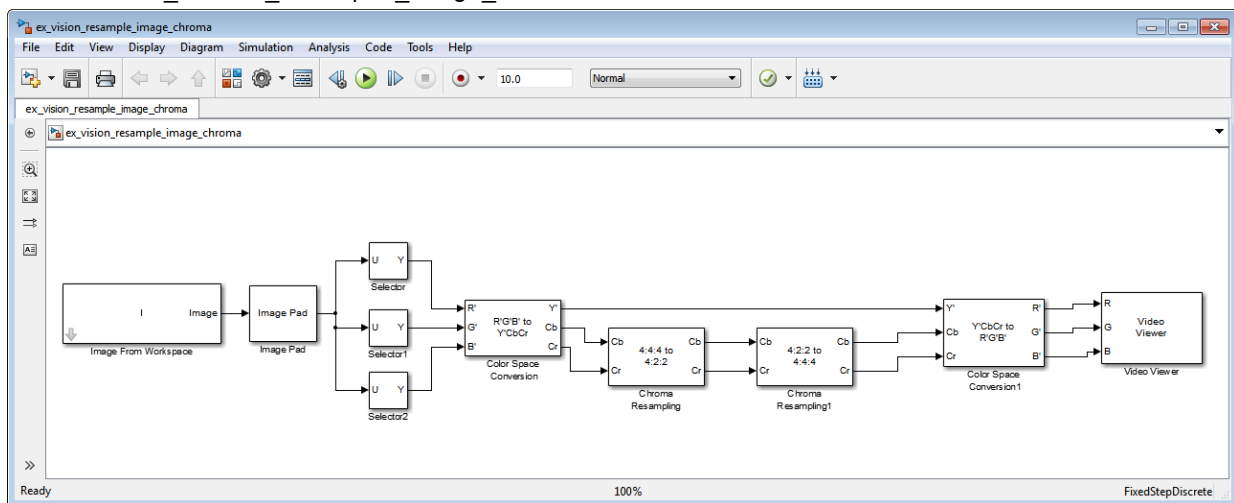 ex_vision_resample_image_chroma
File Edit View Display Diagram Simulation Analysis Code Tools Help
10.0 Normal
ex_vision_resample_image_chroma
ex_vision_resample_image_chroma
I Image
Image From Workspace
Image Pad
Image Pad
U Y
Selector
U Y
Selector1
U Y
Selector2
R' Y'
G' R'G'B' to Y'CbCr Cb
B' Cr
Color Space
Conversion
Cb 4:4:4 to Cb
Cr 4:2:2 Cr
Chroma
Resampling
Cb 4:2:2 to Cb
Cr 4:4:4 Cr
Chroma
Resampling1
Y' R'
Cb Y'CbCr to R'G'B' G'
Cr B'
Color Space
Conversion1
R
G Video
Viewer
B
Video Viewer
Ready 100% FixedStepDiscrete